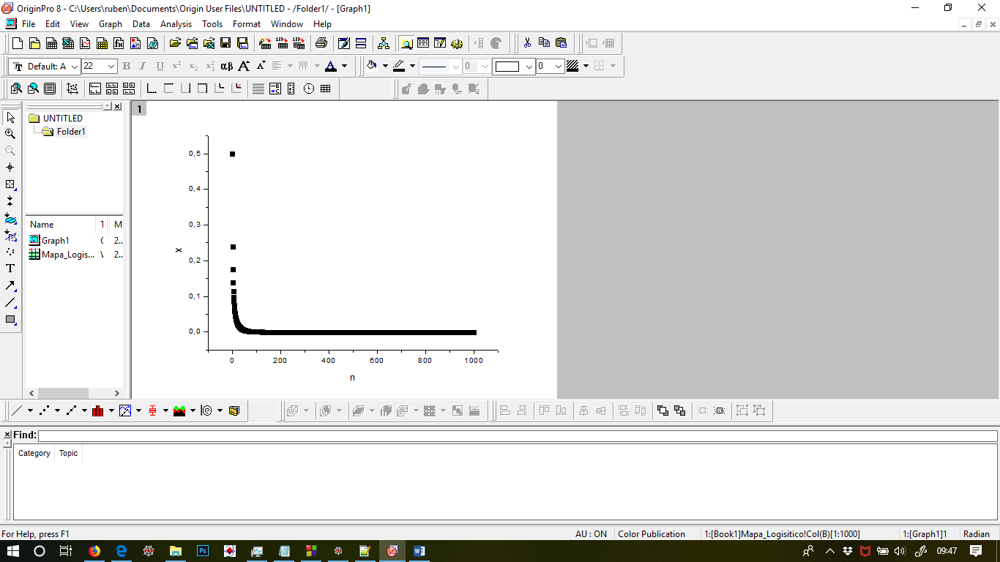 OriginPro 8 - C:\Users\ruben\Documents\Origin User Files\UNTITLED - /Folder1/ - [Graph1]
File Edit View Graph Data Analysis Tools Format Window Help
Default: A 22 B I U x² x₂ αβ A A A 0 0
1
UNTITLED
Folder1
Name T M
Graph1 2..
Mapa_Logis... 2..
T
0,5
0,4
0,3
0,2
0,1
0,0
x
0 200 400 600 800 1000
n
Find:
Category Topic
For Help, press F1 AU : ON Color Publication 1:[Book1]Mapa_Logisitico!Col(B)[1:1000] 1:[Graph1]1 Radian
09:47